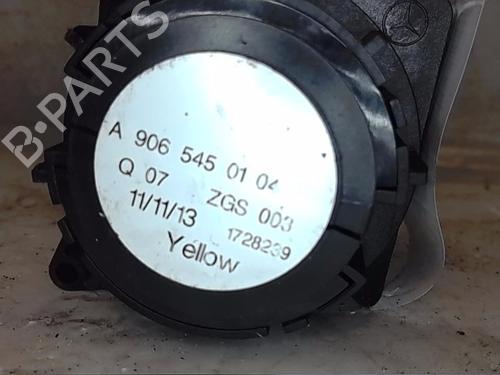 B-PARTS
A 906 545 01 04
Q 07 ZGS 003
11/11/13 1728239
Yellow